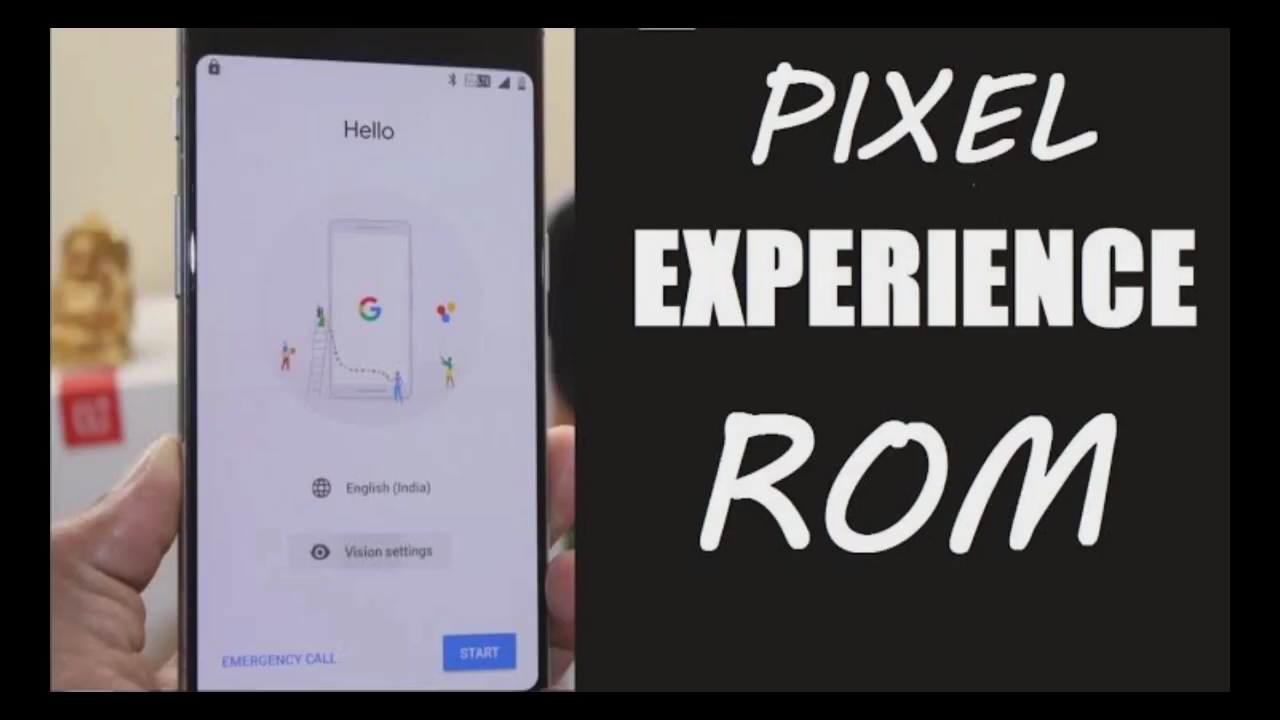 Hello
G
English (India)
Vision settings
EMERGENCY CALL
START
PIXEL
EXPERIENCE
ROM